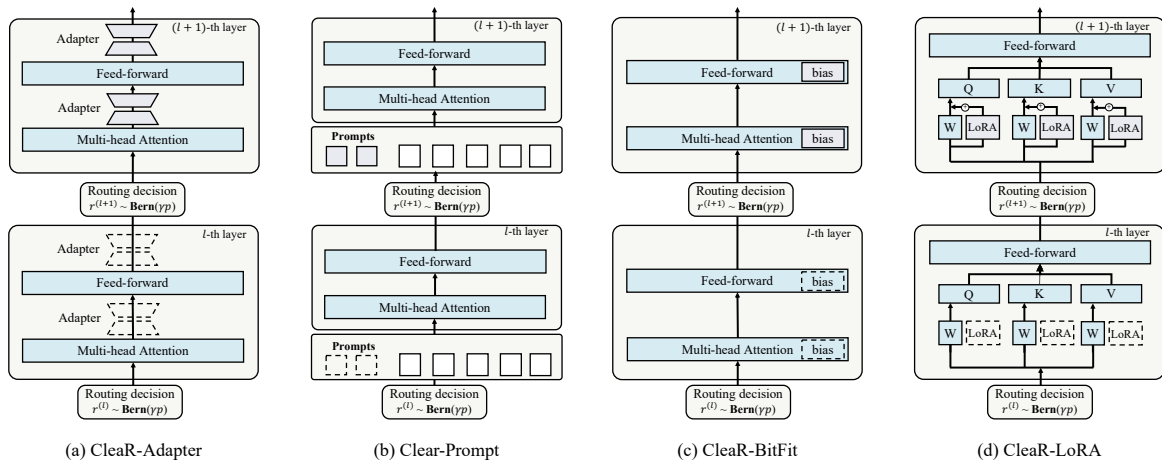 (l + 1)-th layer
Adapter
Feed-forward
Adapter
Multi-head Attention
Routing decision
r^(l+1) ~ Bern(γp)
l-th layer
Adapter
Feed-forward
Adapter
Multi-head Attention
Routing decision
r^(l) ~ Bern(γp)
(a) CleaR-Adapter
(l + 1)-th layer
Feed-forward
Multi-head Attention
Prompts
Routing decision
r^(l+1) ~ Bern(γp)
l-th layer
Feed-forward
Multi-head Attention
Prompts
Routing decision
r^(l) ~ Bern(γp)
(b) Clear-Prompt
(l + 1)-th layer
Feed-forward bias
Multi-head Attention bias
Routing decision
r^(l+1) ~ Bern(γp)
l-th layer
Feed-forward bias
Multi-head Attention bias
Routing decision
r^(l) ~ Bern(γp)
(c) CleaR-BitFit
(l + 1)-th layer
Feed-forward
Q K V
+ + +
W LoRA W LoRA W LoRA
Routing decision
r^(l+1) ~ Bern(γp)
l-th layer
Feed-forward
Q K V
W LoRA W LoRA W LoRA
Routing decision
r^(l) ~ Bern(γp)
(d) CleaR-LoRA